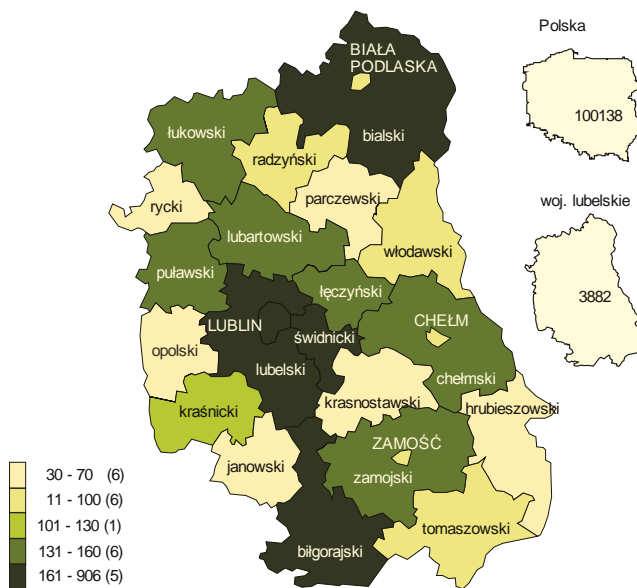 Polska
100138
woj. lubelskie
3882
BIAŁA
PODLASKA
bialski
łukowski
radzyński
parczewski
rycki
lubartowski
włodawski
puławski
łęczyński
LUBLIN
CHEŁM
świdnicki
opolski
lubelski
chełmski
krasnostawski
hrubieszowski
kraśnicki
ZAMOŚĆ
janowski
zamojski
tomaszowski
biłgorajski
30 - 70 (6)
11 - 100 (6)
101 - 130 (1)
131 - 160 (6)
161 - 906 (5)